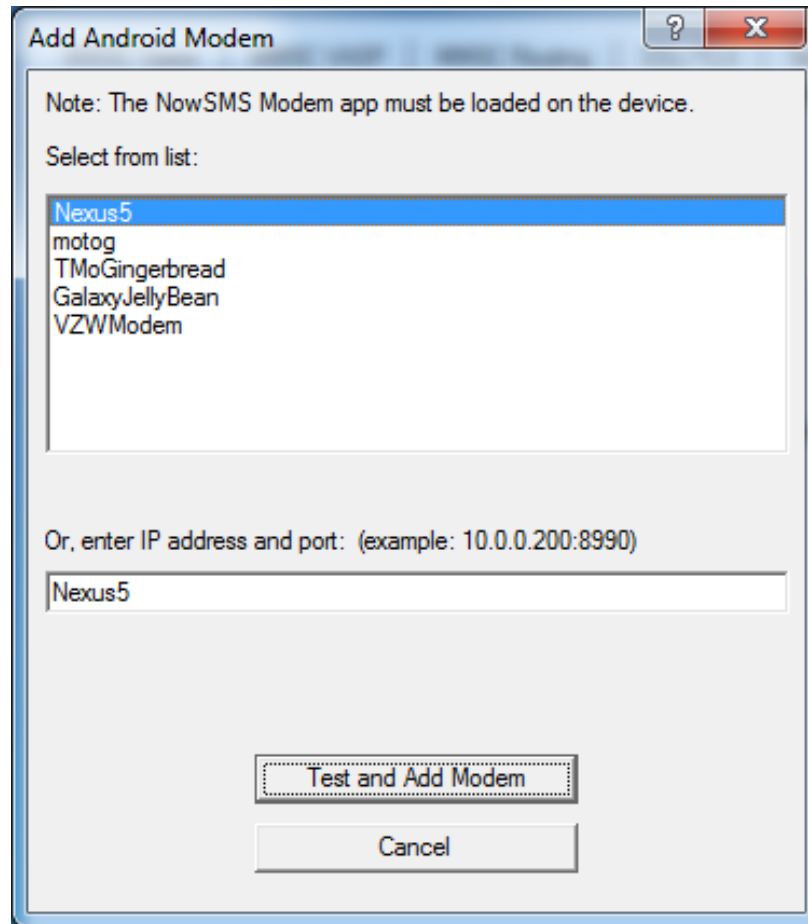 Add Android Modem
Note: The NowSMS Modem app must be loaded on the device.
Select from list:
Nexus5
motog
TMoGingerbread
GalaxyJellyBean
VZWModem
Or, enter IP address and port: (example: 10.0.0.200:8990)
Nexus5
Test and Add Modem
Cancel